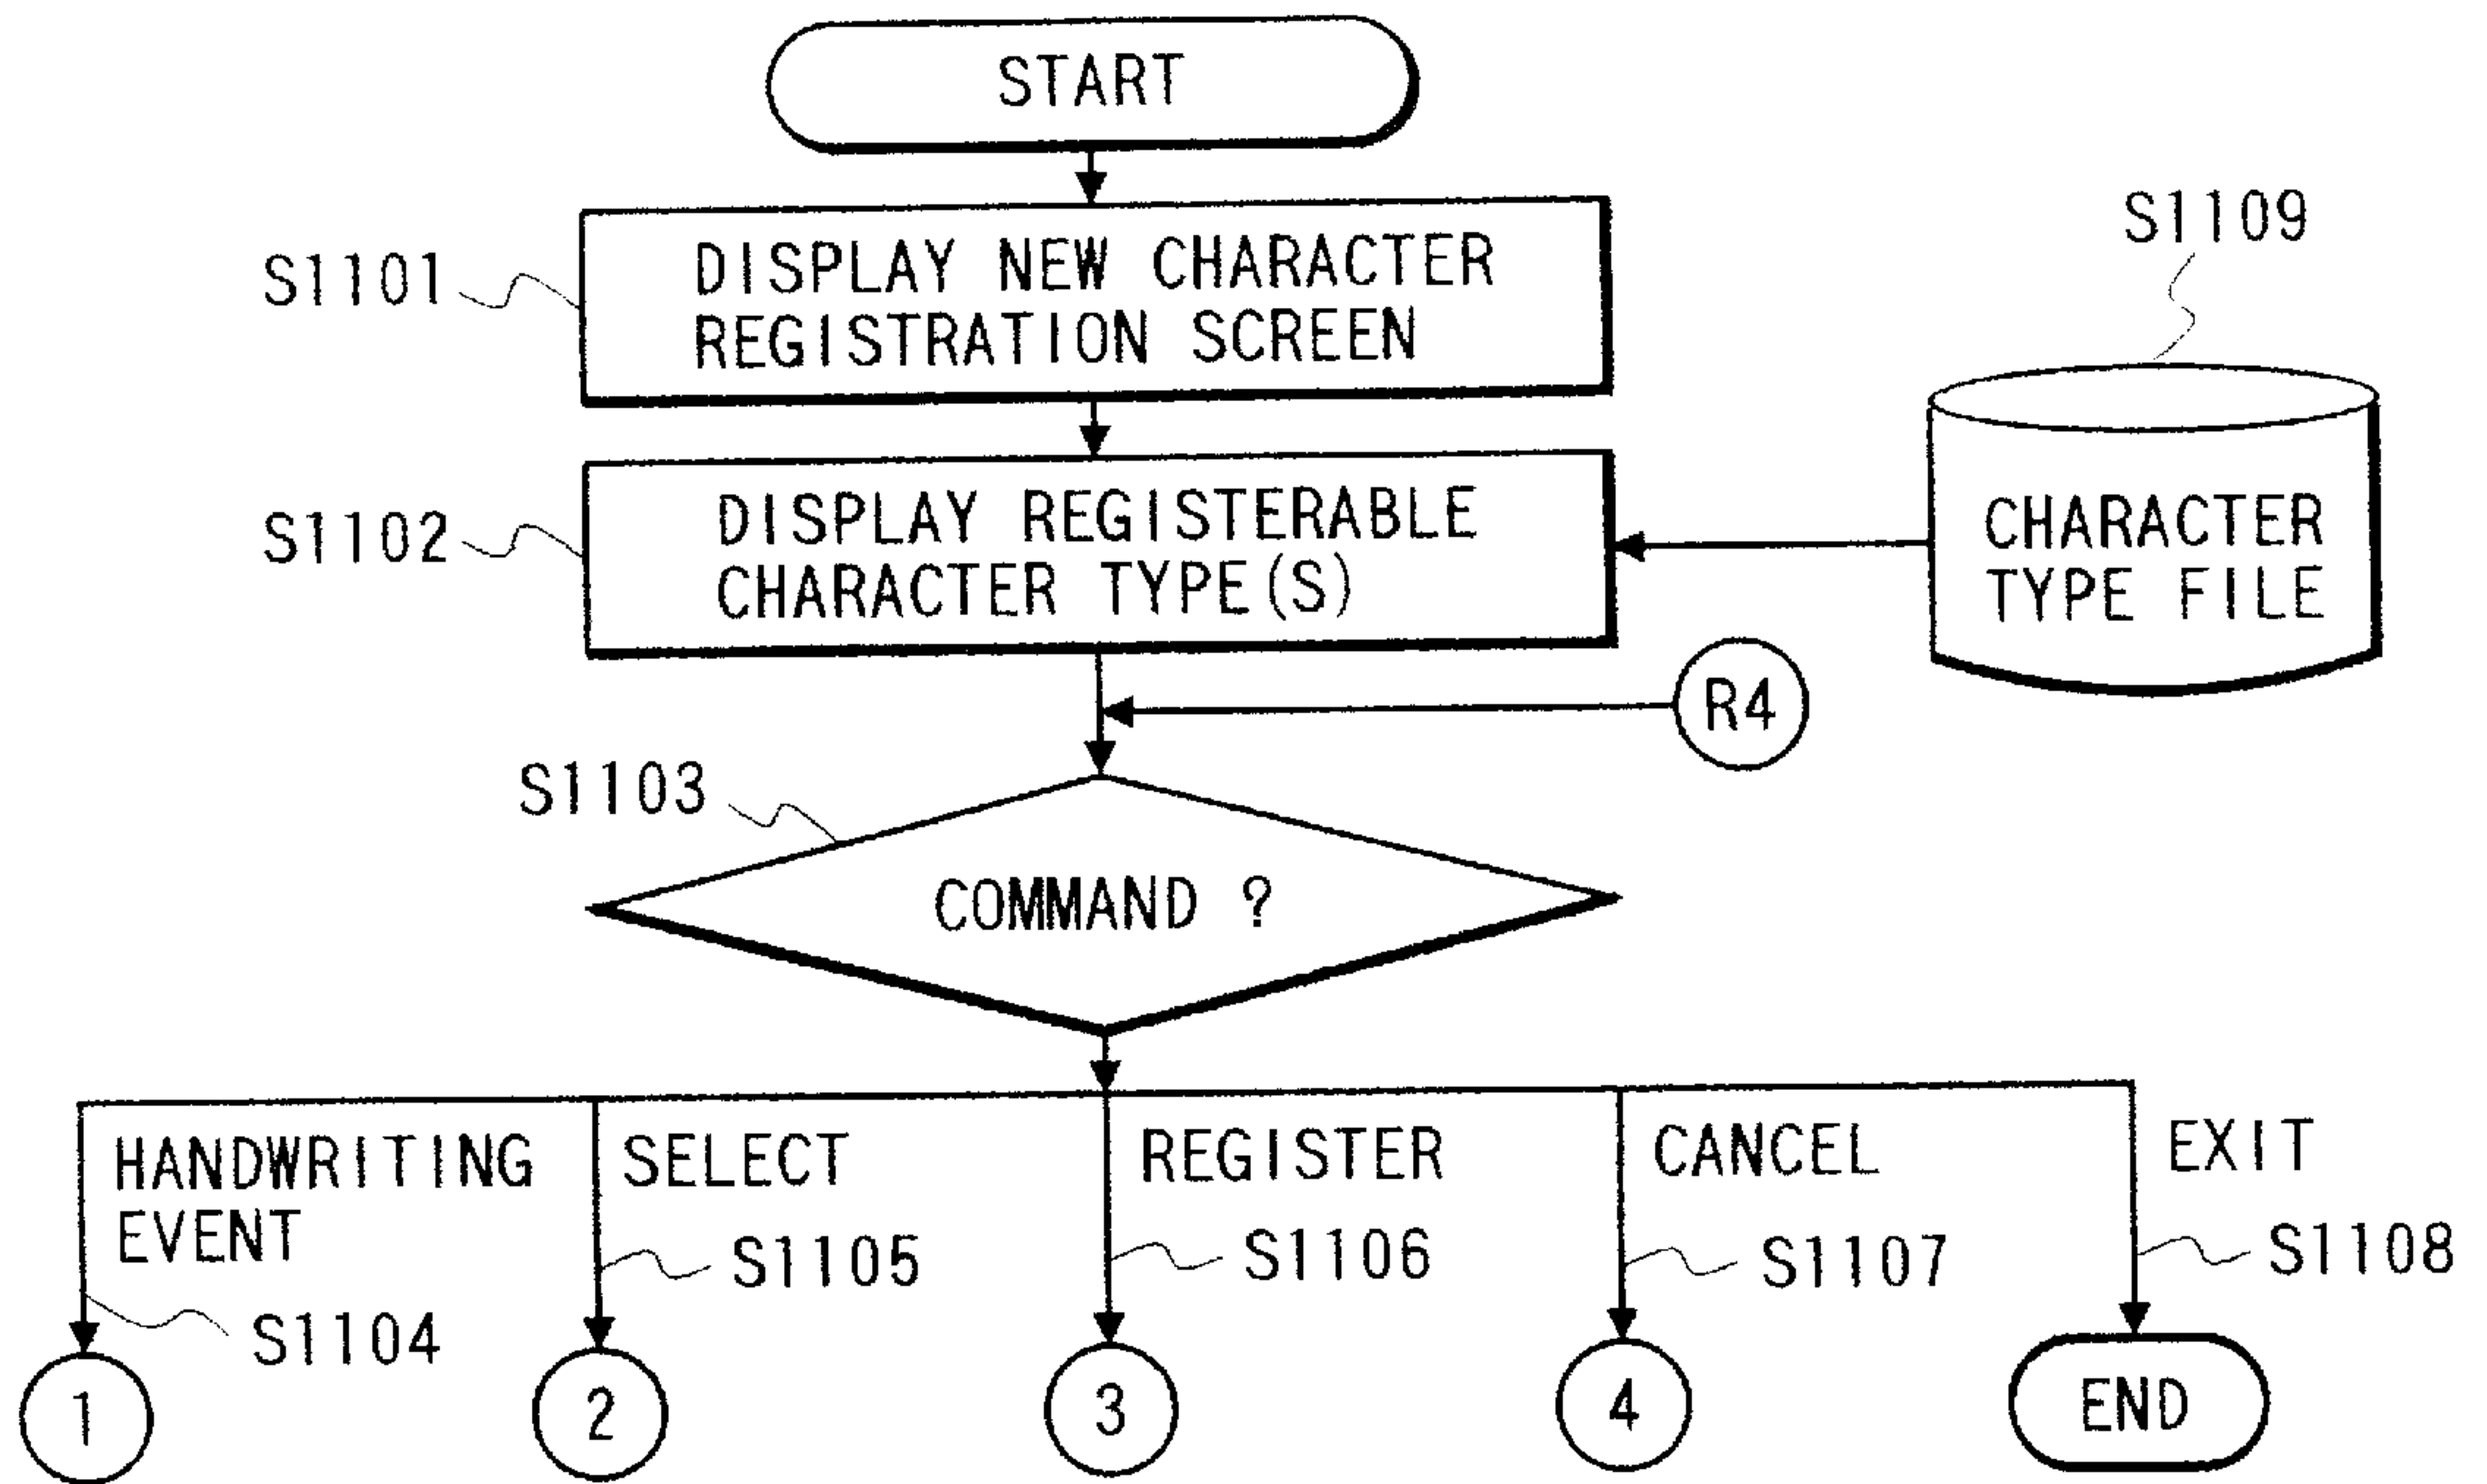 START
S1101
DISPLAY NEW CHARACTER
REGISTRATION SCREEN
S1109
S1102
DISPLAY REGISTERABLE
CHARACTER TYPE(S)
CHARACTER
TYPE FILE
R4
S1103
COMMAND ?
HANDWRITING
EVENT
S1104
SELECT
S1105
REGISTER
S1106
CANCEL
S1107
EXIT
S1108
1
2
3
4
END